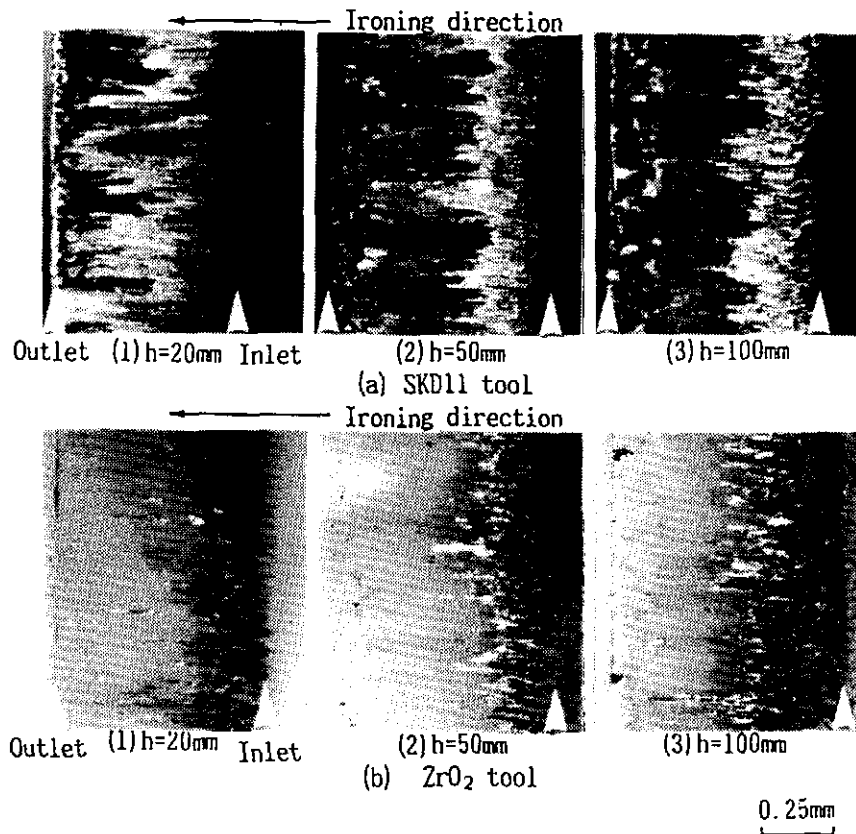 Ironing direction
Outlet (1) h=20mm Inlet (2) h=50mm (3) h=100mm
(a) SKD11 tool
Ironing direction
Outlet (1) h=20mm Inlet (2) h=50mm (3) h=100mm
(b) ZrO₂ tool
0.25mm